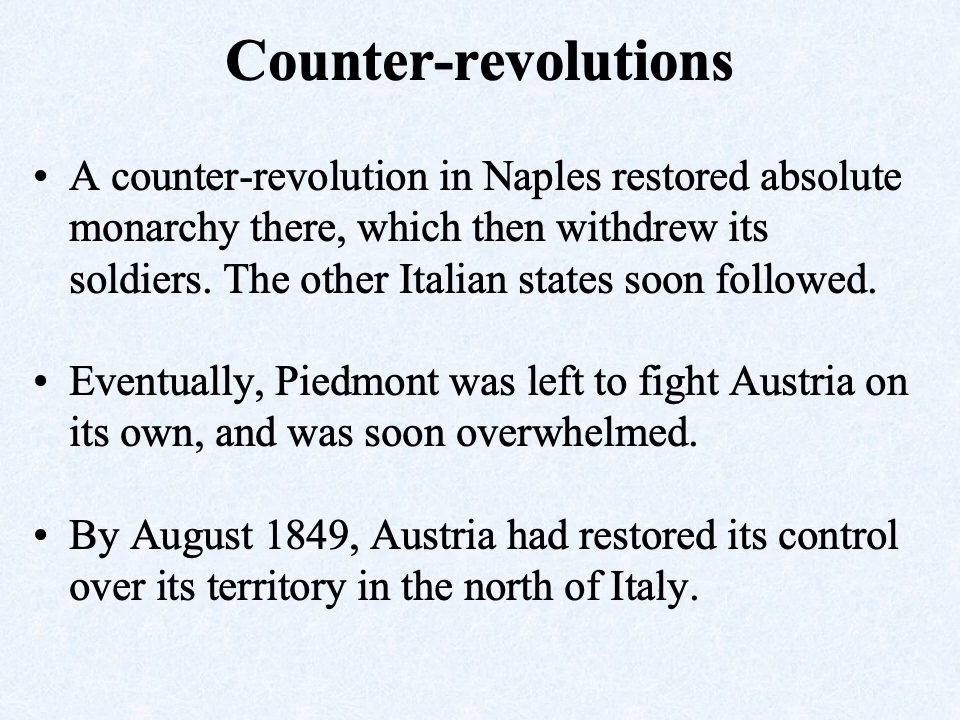 Counter-revolutions
• A counter-revolution in Naples restored absolute
monarchy there, which then withdrew its
soldiers. The other Italian states soon followed.
• Eventually, Piedmont was left to fight Austria on
its own, and was soon overwhelmed.
• By August 1849, Austria had restored its control
over its territory in the north of Italy.